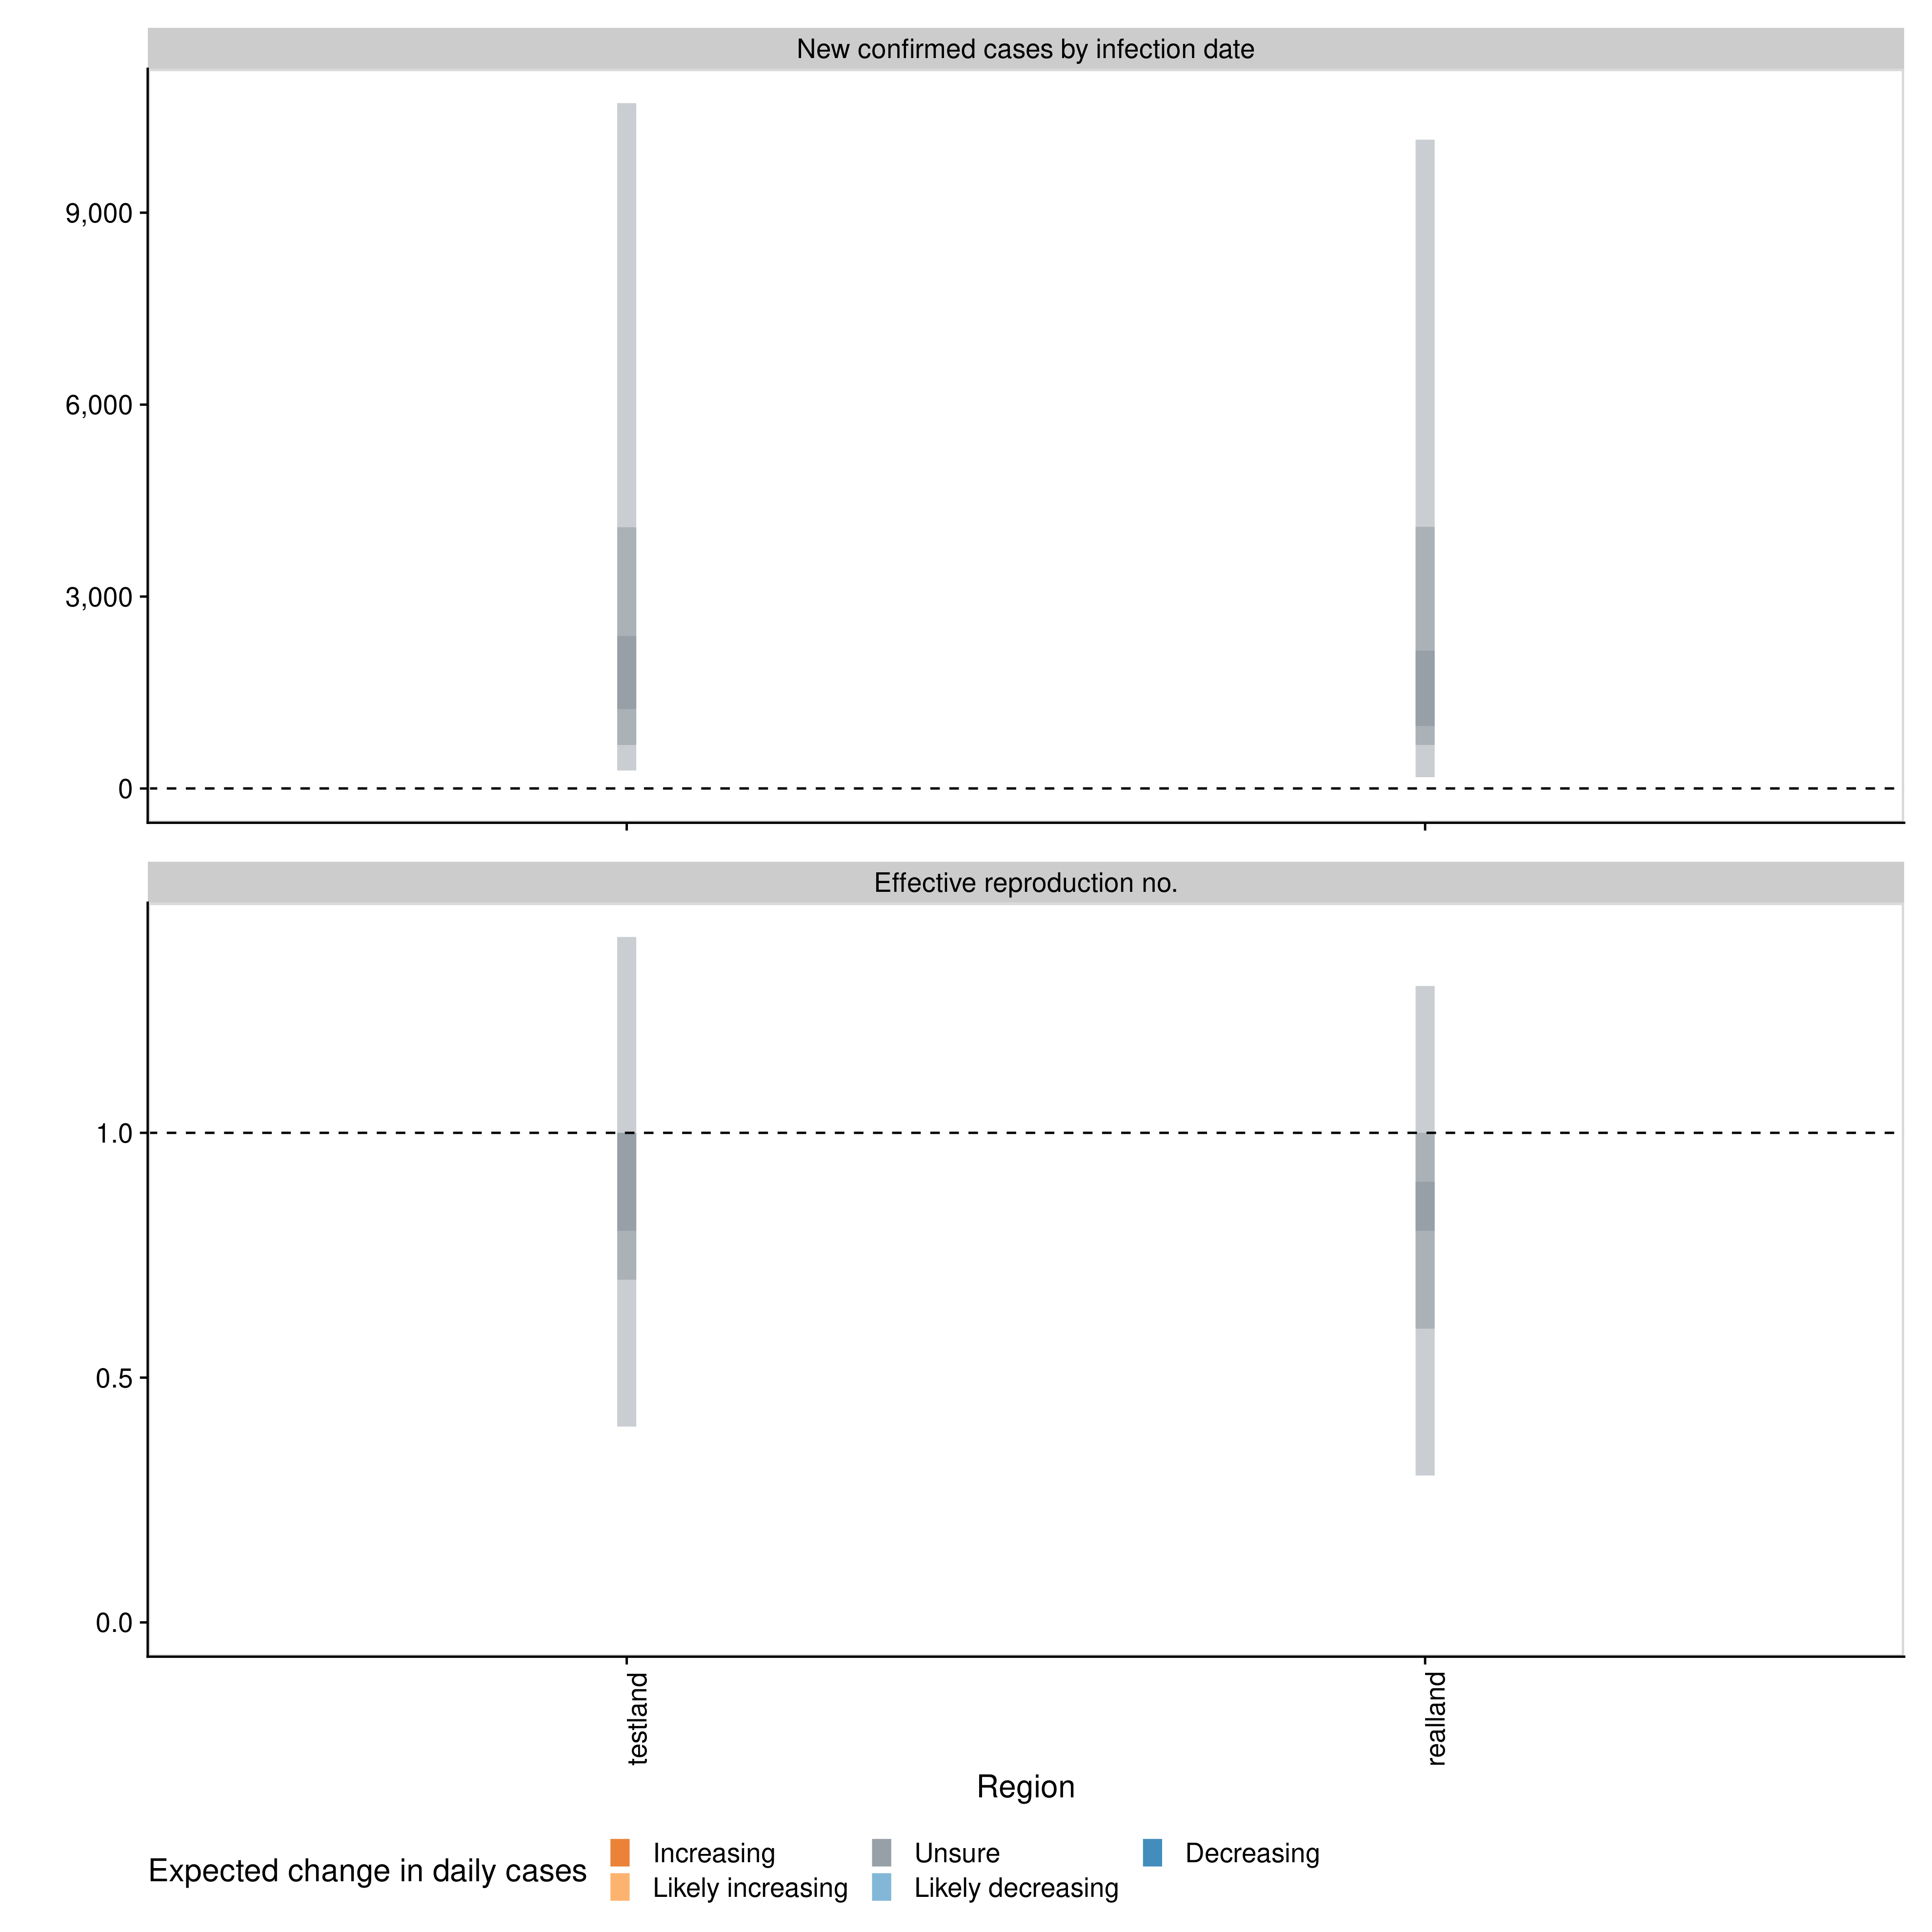 New confirmed cases by infection date
9,000
6,000
3,000
0
Effective reproduction no.
1.0
0.5
0.0
testland
realland
Region
Expected change in daily cases
Increasing
Unsure
Decreasing
Likely increasing
Likely decreasing